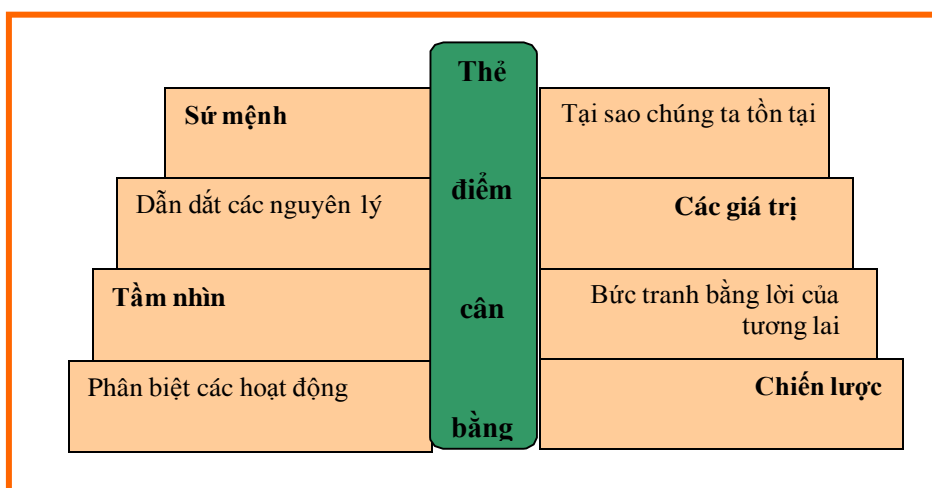 Thẻ
Sứ mệnh
Tại sao chúng ta tồn tại
điểm
Dẫn dắt các nguyên lý
Các giá trị
Tầm nhìn
Bức tranh bằng lời của
tương lai
cân
Phân biệt các hoạt động
Chiến lược
bằng